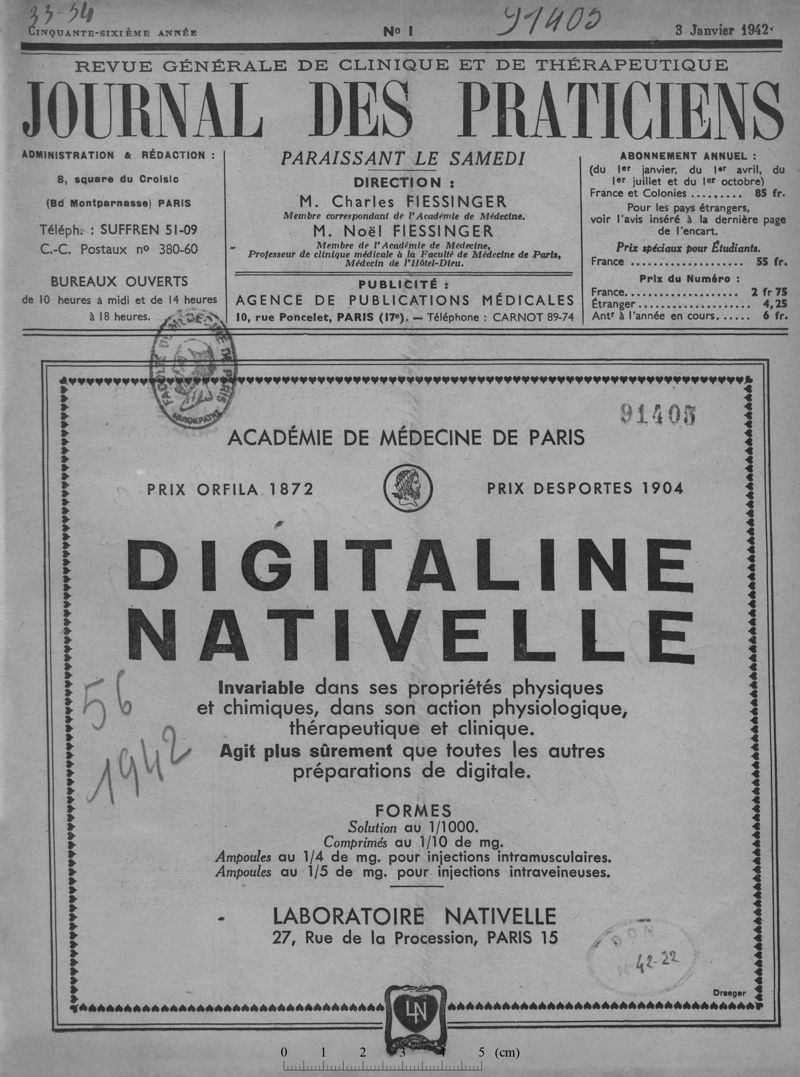 33-34
91405
CINQUANTE-SIXIÈME ANNÉE
No 1
3 Janvier 1942
REVUE GÉNÉRALE DE CLINIQUE ET DE THÉRAPEUTIQUE
JOURNAL DES PRATICIENS
ADMINISTRATION & RÉDACTION :
8, square du Croisic
(Bd Montparnasse) PARIS
Téléph. : SUFFREN 51-09
C.-C. Postaux no 380-60
BUREAUX OUVERTS
de 10 heures à midi et de 14 heures
à 18 heures.
PARAISSANT LE SAMEDI
DIRECTION :
M. Charles FIESSINGER
Membre correspondant de l'Académie de Médecine.
M. Noël FIESSINGER
Membre de l'Académie de Médecine,
Professeur de clinique médicale à la Faculté de Médecine de Paris,
Médecin de l'Hôtel-Dieu.
PUBLICITÉ :
AGENCE DE PUBLICATIONS MÉDICALES
10, rue Poncelet, PARIS (17e). — Téléphone : CARNOT 89-74
ABONNEMENT ANNUEL :
(du 1er janvier, du 1er avril, du
1er juillet et du 1er octobre)
France et Colonies ......... 85 fr.
Pour les pays étrangers,
voir l'avis inséré à la dernière page
de l'encart.
Prix spéciaux pour Étudiants.
France ................... 55 fr.
Prix du Numéro :
France................... 2 fr 75
Étranger................... 4,25
Antr à l'année en cours...... 6 fr.
FACULTÉ DE MÉDECINE DE PARIS
91405
ACADÉMIE DE MÉDECINE DE PARIS
PRIX ORFILA 1872
PRIX DESPORTES 1904
DIGITALINE
NATIVELLE
Invariable dans ses propriétés physiques
et chimiques, dans son action physiologique,
thérapeutique et clinique.
Agit plus sûrement que toutes les autres
préparations de digitale.
56
1942
FORMES
Solution au 1/1000.
Comprimés au 1/10 de mg.
Ampoules au 1/4 de mg. pour injections intramusculaires.
Ampoules au 1/5 de mg. pour injections intraveineuses.
LABORATOIRE NATIVELLE
27, Rue de la Procession, PARIS 15
42-22
Draeger
LN
0 1 2 3 4 5 (cm)